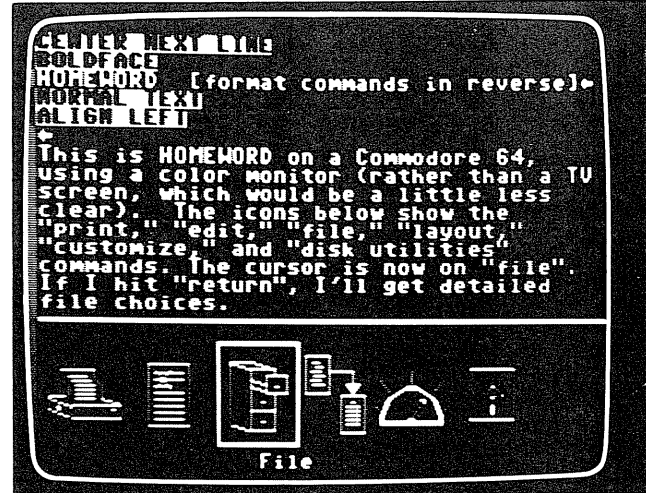 CENTER NEXT LINE
BOLDFACE
HOMEWORD [format commands in reverse]←
NORMAL TEXT
ALIGN LEFT
←
This is HOMEWORD on a Commodore 64,
using a color monitor (rather than a TV
screen, which would be a little less
clear). The icons below show the
"print," "edit," "file," "layout,"
"customize," and "disk utilities"
commands. The cursor is now on "file".
If I hit "return", I'll get detailed
file choices.
File